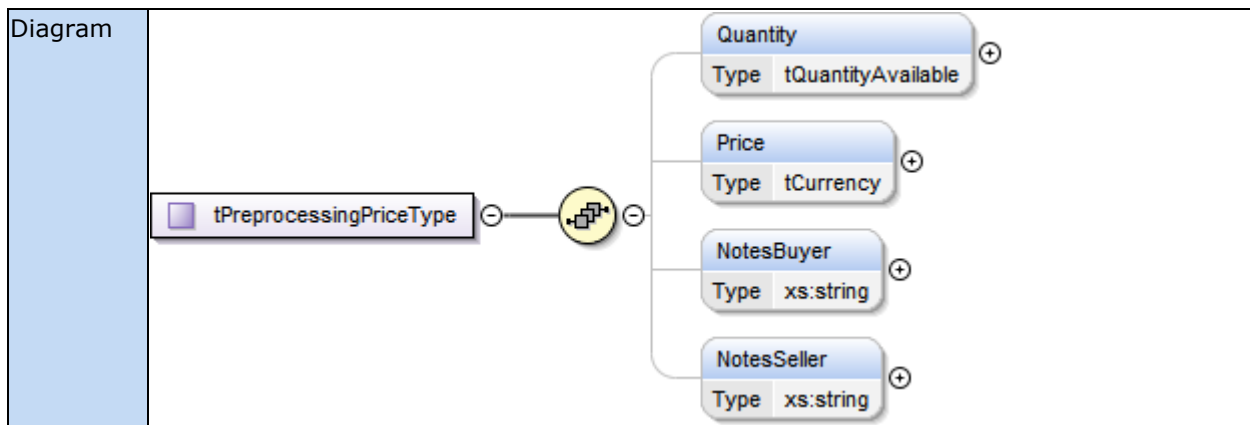 Diagram
Quantity
Type tQuantityAvailable
Price
Type tCurrency
tPreprocessingPriceType
NotesBuyer
Type xs:string
NotesSeller
Type xs:string